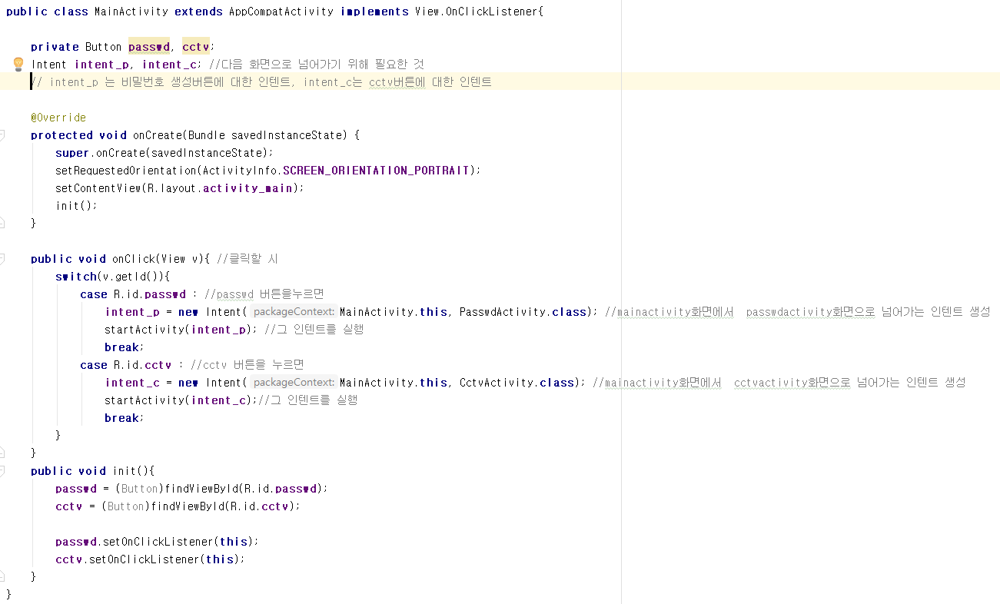 public class MainActivity extends AppCompatActivity implements View.OnClickListener{
private Button passwd, cctv;
Intent intent_p, intent_c; //다음 화면으로 넘어가기 위해 필요한 것
// intent_p 는 비밀번호 생성버튼에 대한 인텐트, intent_c는 cctv버튼에 대한 인텐트
@Override
protected void onCreate(Bundle savedInstanceState) {
super.onCreate(savedInstanceState);
setRequestedOrientation(ActivityInfo.SCREEN_ORIENTATION_PORTRAIT);
setContentView(R.layout.activity_main);
init();
}
public void onClick(View v){ //클릭할 시
switch(v.getId()){
case R.id.passwd : //passwd 버튼을누르면
intent_p = new Intent( packageContext: MainActivity.this, PasswdActivity.class); //mainactivity화면에서 passwdactivity화면으로 넘어가는 인텐트 생성
startActivity(intent_p); //그 인텐트를 실행
break;
case R.id.cctv : //cctv 버튼을 누르면
intent_c = new Intent( packageContext: MainActivity.this, CctvActivity.class); //mainactivity화면에서 cctvactivity화면으로 넘어가는 인텐트 생성
startActivity(intent_c);//그 인텐트를 실행
break;
}
}
public void init(){
passwd = (Button)findViewById(R.id.passwd);
cctv = (Button)findViewById(R.id.cctv);
passwd.setOnClickListener(this);
cctv.setOnClickListener(this);
}
}